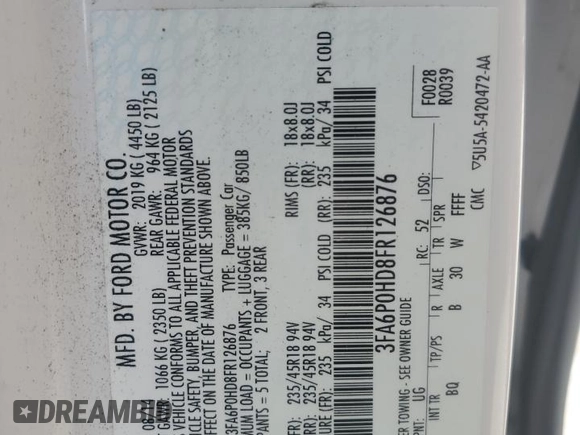 MFD. BY FORD MOTOR CO.
GVWR: 2019 KG ( 4450 LB)
1066 KG ( 2350 LB) REAR GAWR: 964 KG ( 2125 LB)
VEHICLE CONFORMS TO ALL APPLICABLE FEDERAL MOTOR
SAFETY, BUMPER, AND THEFT PREVENTION STANDARDS
EFFECT ON THE DATE OF MANUFACTURE SHOWN ABOVE.
3FA6P0HD8FR126876 TYPE: Passenger Car
LOAD = OCCUPANTS + LUGGAGE = 385KG/ 850LB
= 5 TOTAL; 2 FRONT, 3 REAR
235/45R18 94V RIMS (FR): 18x8.0J
235/45R18 94V (RR): 18x8.0J
(FR): 235 kPa/ 34 PSI COLD (RR): 235 kPa/ 34 PSI COLD
3FA6P0HD8FR126876
TOWING - SEE OWNER GUIDE F0028
R0039
UG RC: 52 DSO:
INT TR TP/PS R AXLE TR SPR
BQ B 30 W FFFF
CMC ▽5U5A-5420472-AA
AutoBidMaster